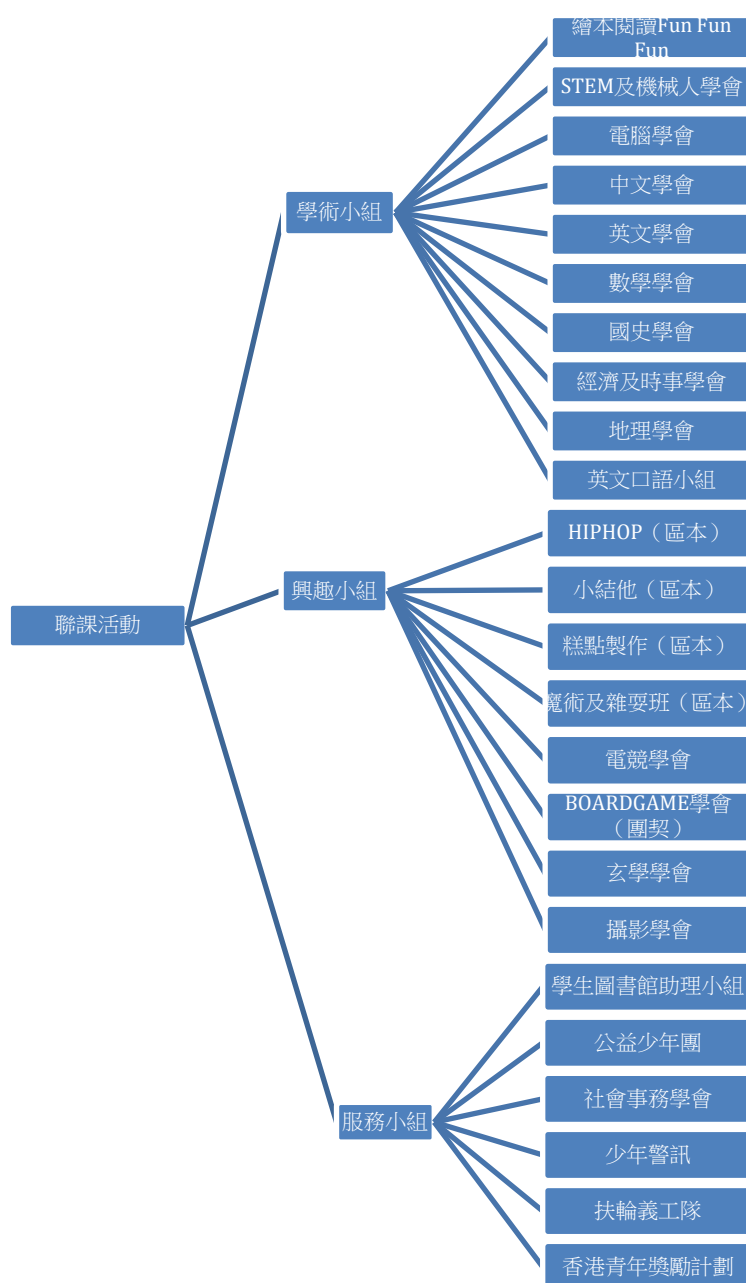 聯課活動
學術小組
繪本閱讀Fun Fun
Fun
STEM及機械人學會
電腦學會
中文學會
英文學會
數學學會
國史學會
經濟及時事學會
地理學會
英文口語小組
興趣小組
HIPHOP（區本）
小結他（區本）
糕點製作（區本）
魔術及雜耍班（區本）
電競學會
BOARDGAME學會
（團契）
玄學學會
攝影學會
服務小組
學生圖書館助理小組
公益少年團
社會事務學會
少年警訊
扶輪義工隊
香港青年獎勵計劃